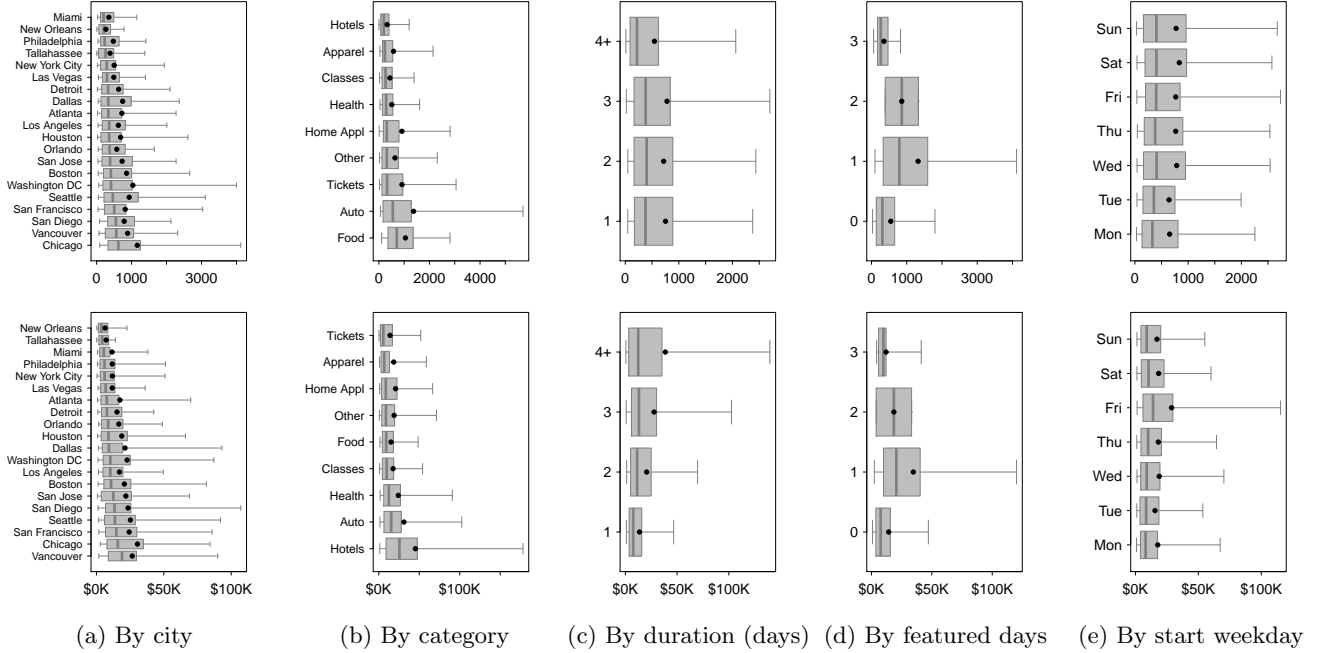 Miami
New Orleans
Philadelphia
Tallahassee
New York City
Las Vegas
Detroit
Dallas
Atlanta
Los Angeles
Houston
Orlando
San Jose
Boston
Washington DC
Seattle
San Francisco
San Diego
Vancouver
Chicago
0 1000 3000
Hotels
Apparel
Classes
Health
Home Appl
Other
Tickets
Auto
Food
0 2000 4000
4+
3
2
1
0 1000 2000
3
2
1
0
0 1000 3000
Sun
Sat
Fri
Thu
Wed
Tue
Mon
0 1000 2000
New Orleans
Tallahassee
Miami
Philadelphia
New York City
Las Vegas
Atlanta
Detroit
Orlando
Houston
Dallas
Washington DC
Los Angeles
Boston
San Jose
San Diego
Seattle
San Francisco
Chicago
Vancouver
$0K $50K $100K
Tickets
Apparel
Home Appl
Other
Food
Classes
Health
Auto
Hotels
$0K $100K
4+
3
2
1
$0K $50K $100K
3
2
1
0
$0K $50K $100K
Sun
Sat
Fri
Thu
Wed
Tue
Mon
$0K $50K $100K
(a) By city
(b) By category
(c) By duration (days)
(d) By featured days
(e) By start weekday